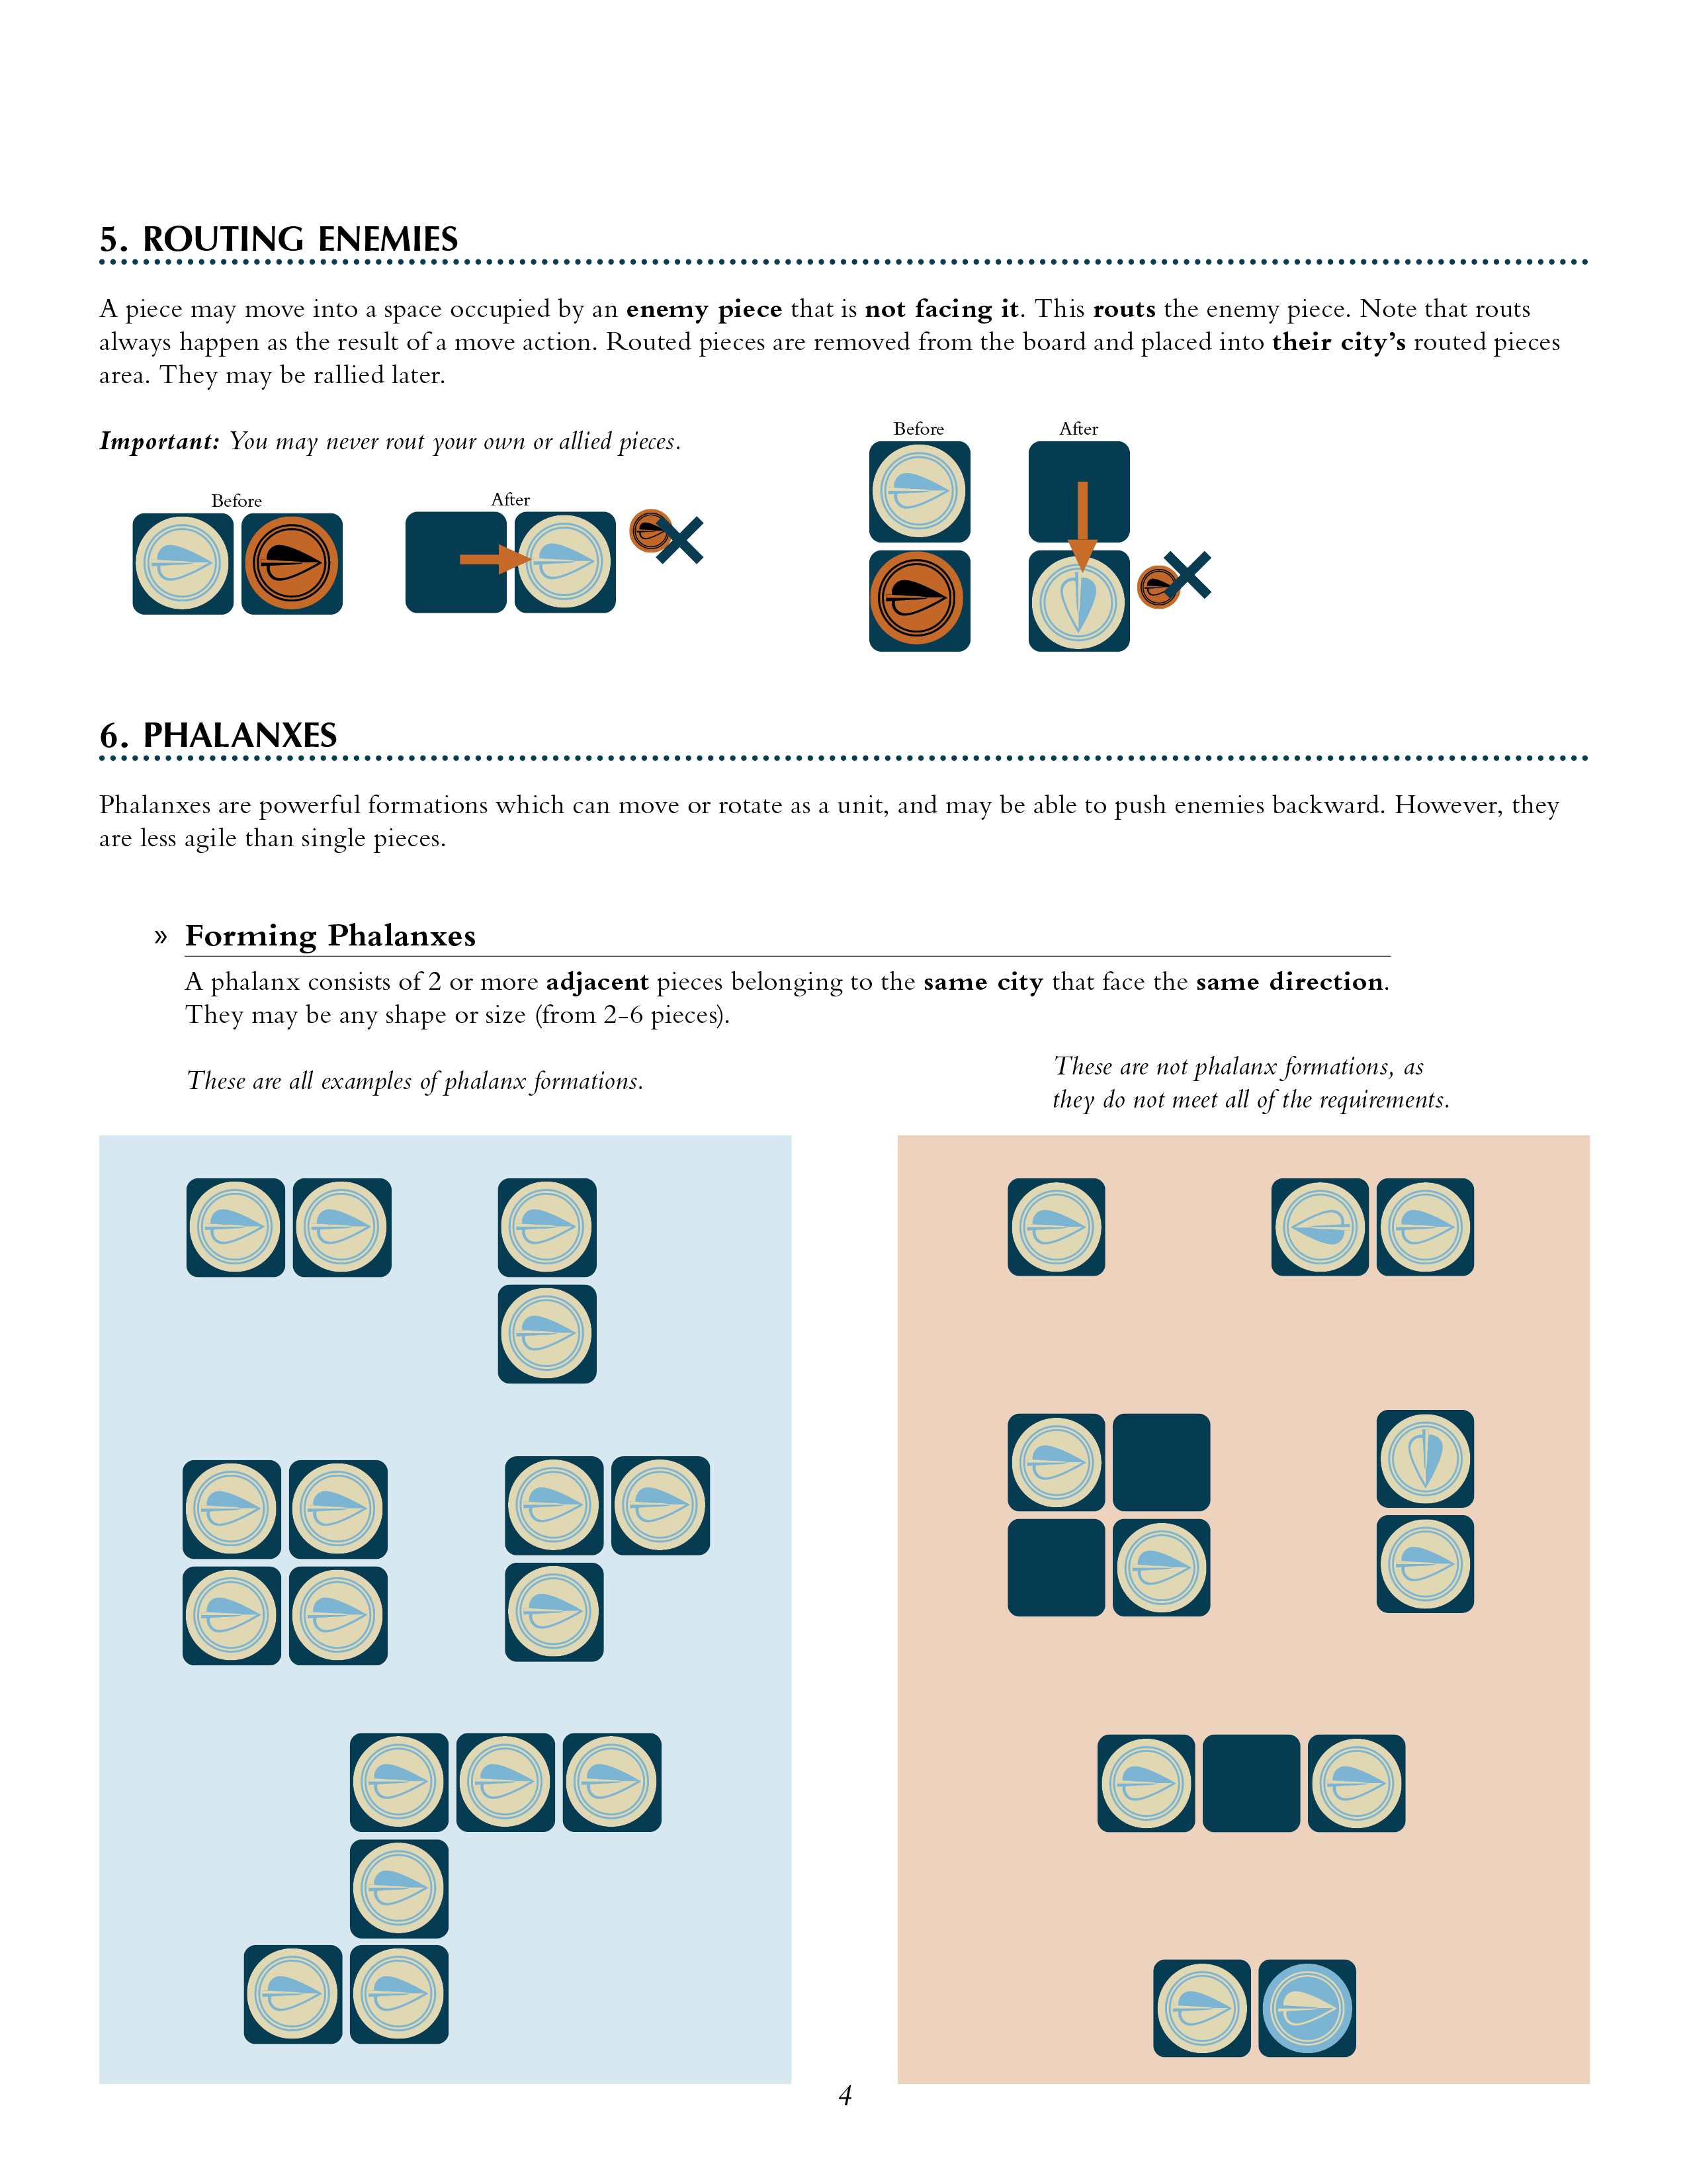 5. ROUTING ENEMIES
A piece may move into a space occupied by an enemy piece that is not facing it. This routs the enemy piece. Note that routs
always happen as the result of a move action. Routed pieces are removed from the board and placed into their city’s routed pieces
area. They may be rallied later.
Important: You may never rout your own or allied pieces.
Before
After
Before
After
6. PHALANXES
Phalanxes are powerful formations which can move or rotate as a unit, and may be able to push enemies backward. However, they
are less agile than single pieces.
» Forming Phalanxes
A phalanx consists of 2 or more adjacent pieces belonging to the same city that face the same direction.
They may be any shape or size (from 2-6 pieces).
These are all examples of phalanx formations.
These are not phalanx formations, as
they do not meet all of the requirements.
4